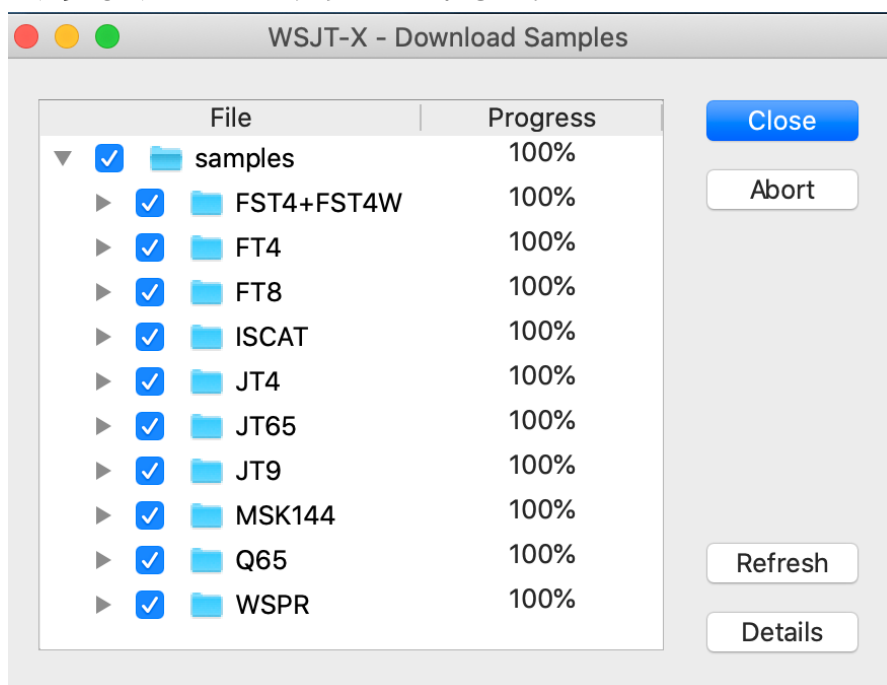 WSJT-X - Download Samples
File Progress
Close
samples 100%
FST4+FST4W 100%
Abort
FT4 100%
FT8 100%
ISCAT 100%
JT4 100%
JT65 100%
JT9 100%
MSK144 100%
Q65 100%
Refresh
WSPR 100%
Details